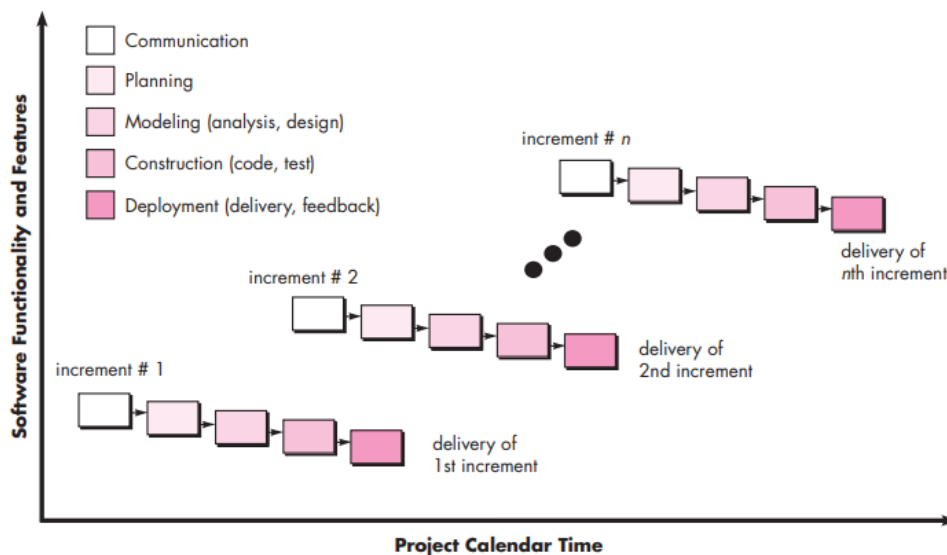 Communication
Planning
Modeling (analysis, design)
Construction (code, test)
Deployment (delivery, feedback)
increment # n
delivery of
nth increment
increment # 2
delivery of
2nd increment
increment # 1
delivery of
1st increment
Software Functionality and Features
Project Calendar Time